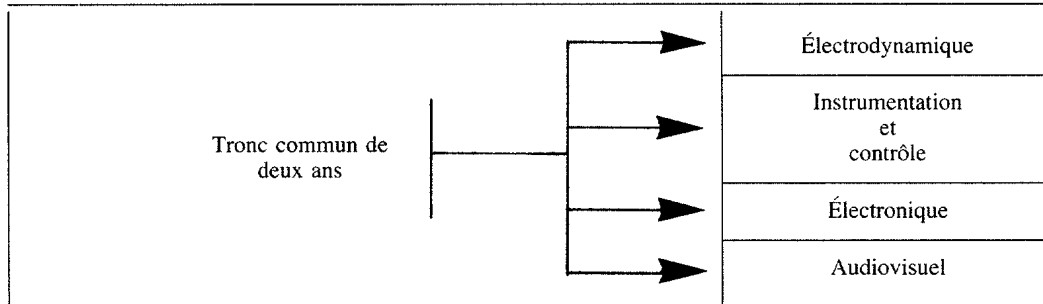 Électrodynamique
Instrumentation
et
contrôle
Tronc commun de
deux ans
Électronique
Audiovisuel